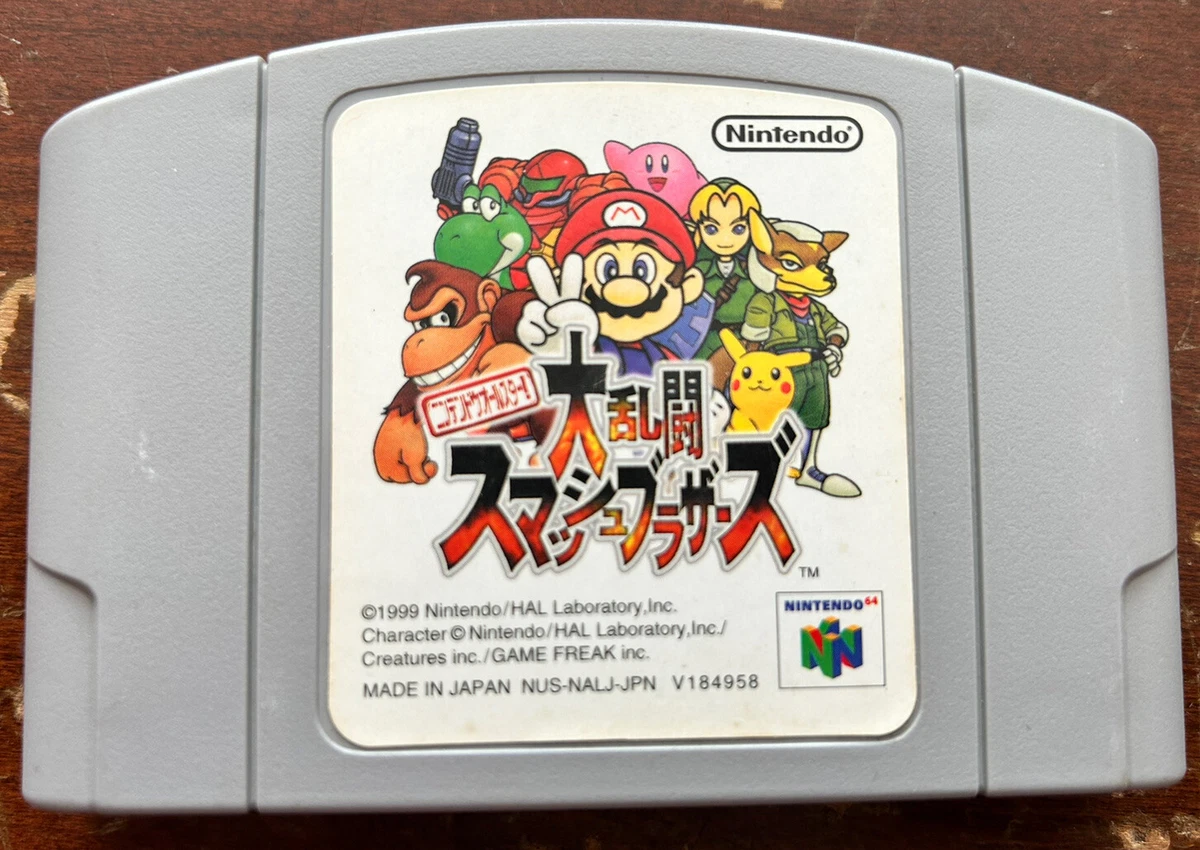 Nintendo®
M
ニンテンドウオールスター!
大乱闘
スマッシュブラザーズ
TM
©1999 Nintendo/HAL Laboratory,Inc.
Character © Nintendo/HAL Laboratory,Inc./
Creatures inc./GAME FREAK inc.
MADE IN JAPAN NUS-NALJ-JPN V184958
NINTENDO64